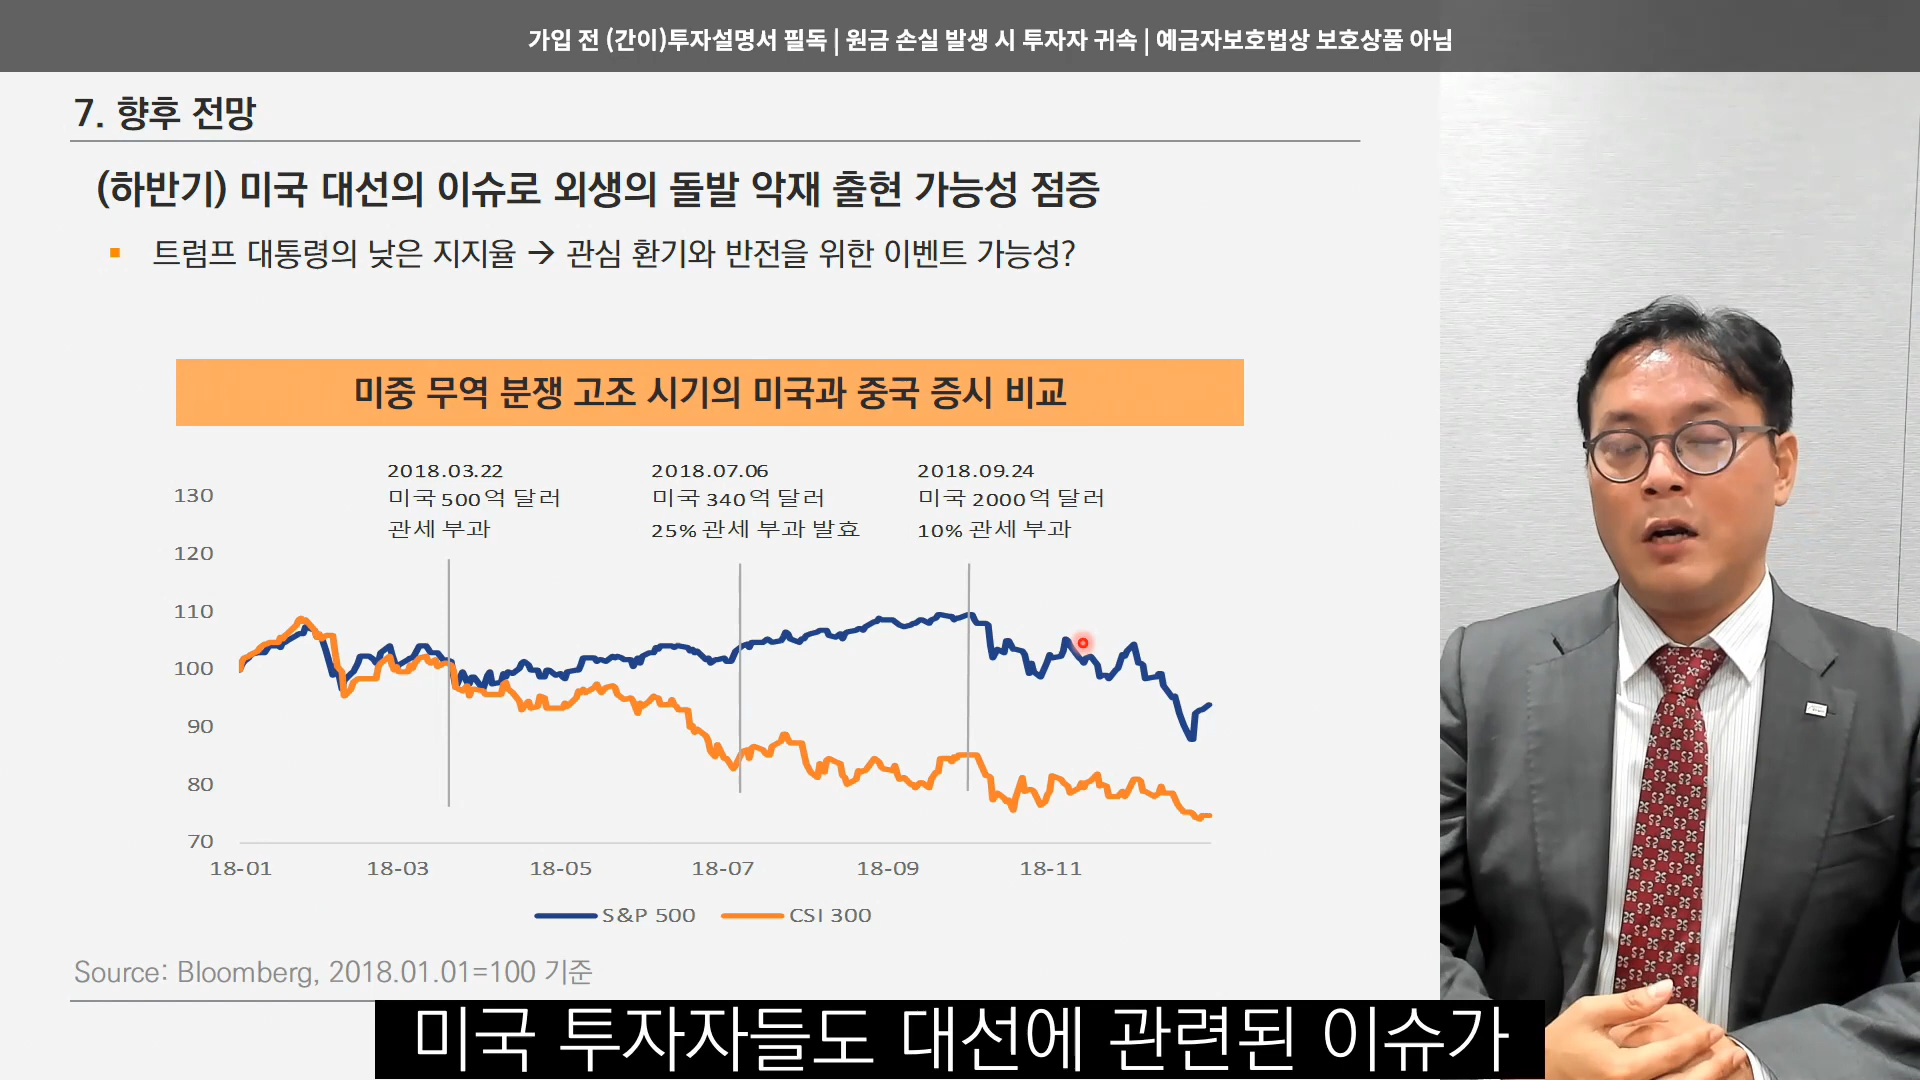 가입 전 (간이)투자설명서 필독 | 원금 손실 발생 시 투자자 귀속 | 예금자보호법상 보호상품 아님
7. 향후 전망
(하반기) 미국 대선의 이슈로 외생의 돌발 악재 출현 가능성 점증
▪ 트럼프 대통령의 낮은 지지율 → 관심 환기와 반전을 위한 이벤트 가능성?
미중 무역 분쟁 고조 시기의 미국과 중국 증시 비교
2018.03.22
미국 500억 달러
관세 부과
2018.07.06
미국 340억 달러
25% 관세 부과 발효
2018.09.24
미국 2000억 달러
10% 관세 부과
130
120
110
100
90
80
70
18-01 18-03 18-05 18-07 18-09 18-11
S&P 500 CSI 300
Source: Bloomberg, 2018.01.01=100 기준
미국 투자자들도 대선에 관련된 이슈가